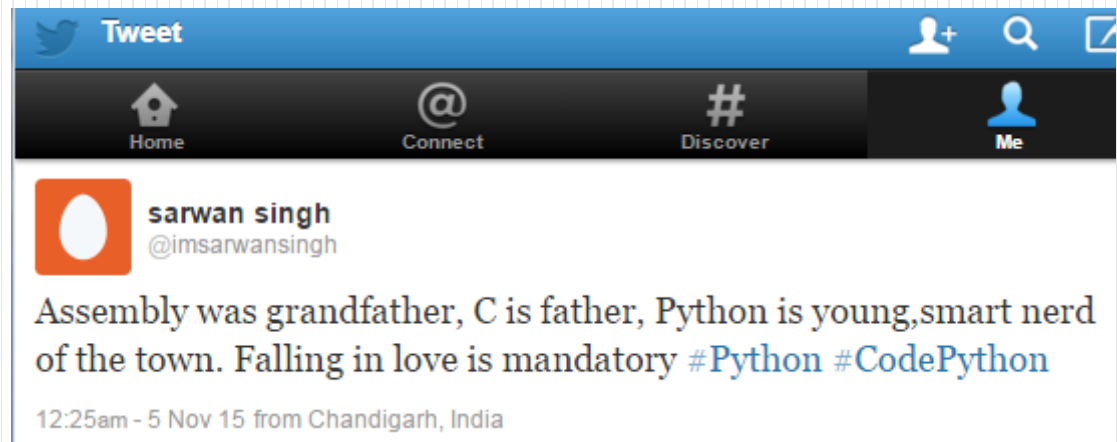 Tweet
Home Connect Discover Me
sarwan singh
@imsarwansingh
Assembly was grandfather, C is father, Python is young,smart nerd
of the town. Falling in love is mandatory #Python #CodePython
12:25am - 5 Nov 15 from Chandigarh, India